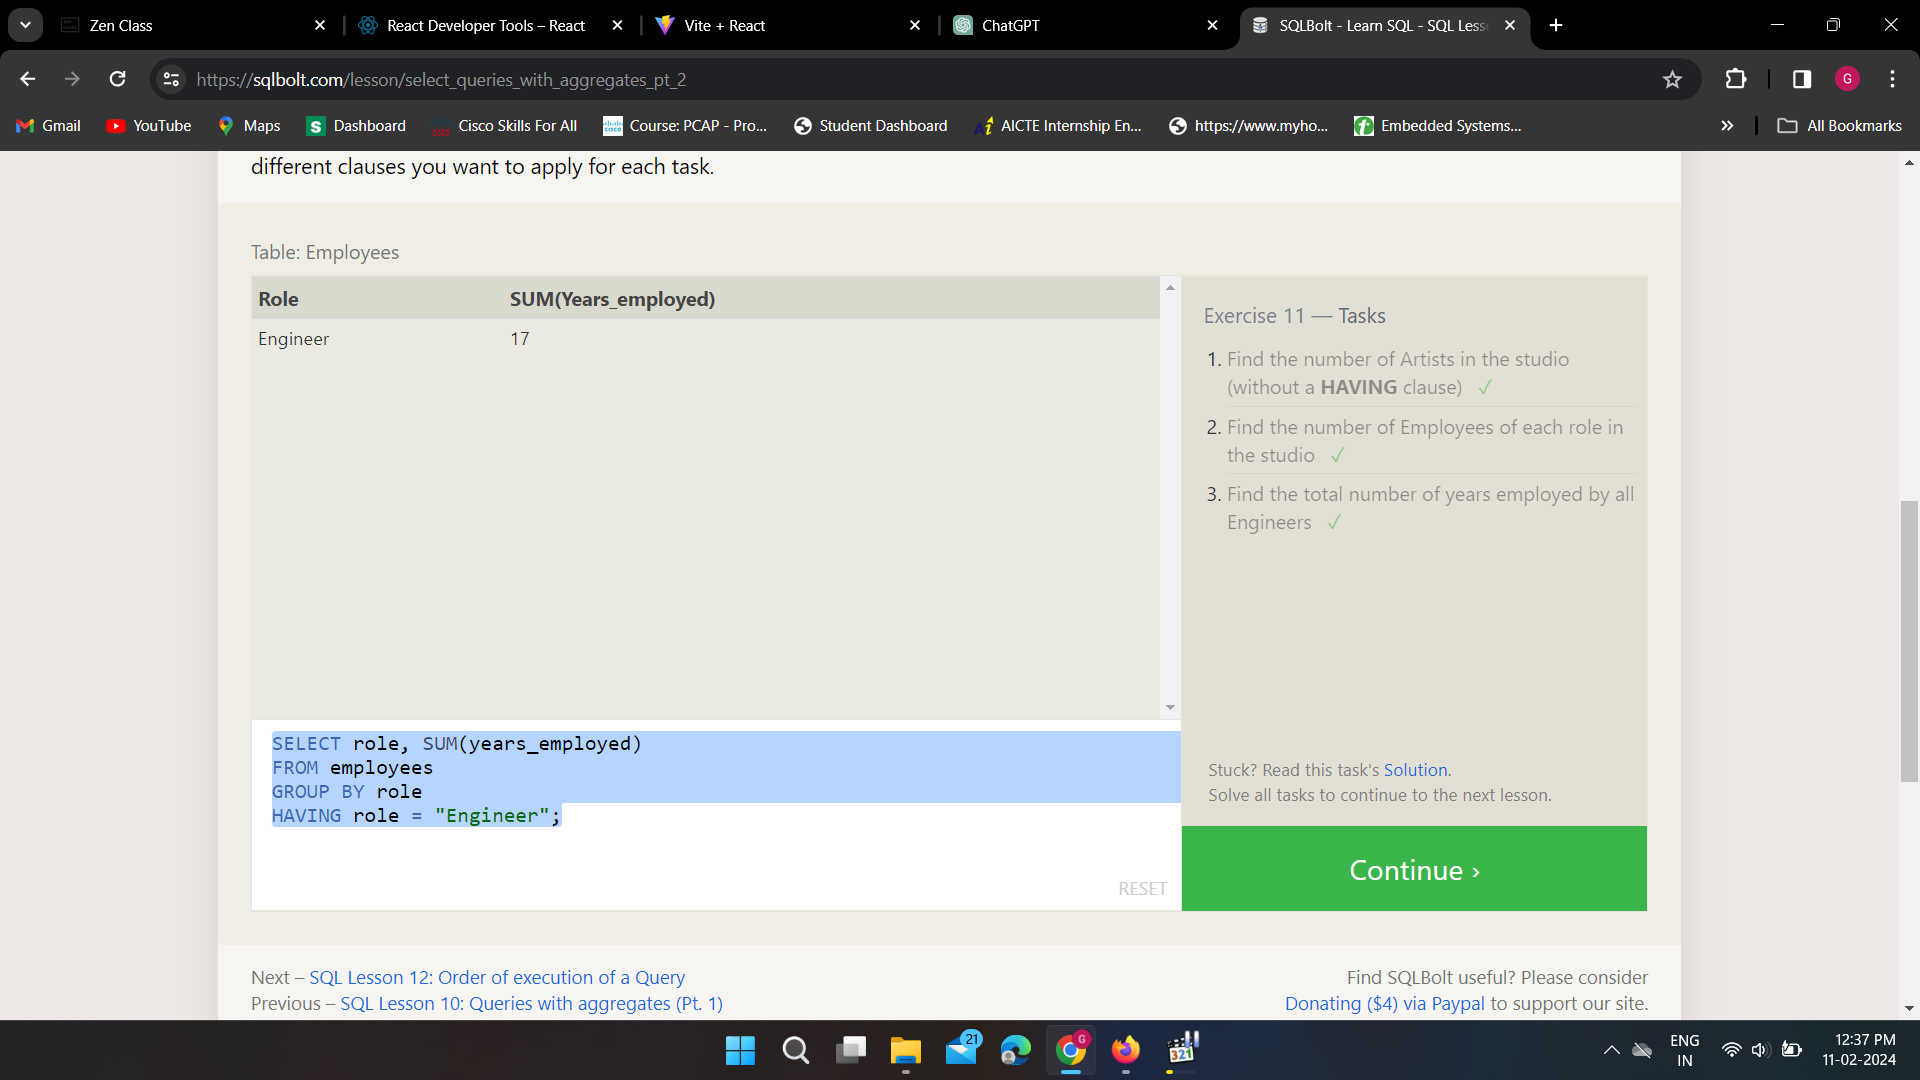 Zen Class
React Developer Tools – React
Vite + React
ChatGPT
SQLBolt - Learn SQL - SQL Less
https://sqlbolt.com/lesson/select_queries_with_aggregates_pt_2
G
Gmail
YouTube
Maps
S Dashboard
Cisco Skills For All
Course: PCAP - Pro...
Student Dashboard
AICTE Internship En...
https://www.myho...
Embedded Systems...
All Bookmarks
different clauses you want to apply for each task.
Table: Employees
Role SUM(Years_employed)
Engineer 17
Exercise 11 — Tasks
1. Find the number of Artists in the studio
(without a HAVING clause) ✓
2. Find the number of Employees of each role in
the studio ✓
3. Find the total number of years employed by all
Engineers ✓
SELECT role, SUM(years_employed)
FROM employees
GROUP BY role
HAVING role = "Engineer";
RESET
Stuck? Read this task's Solution.
Solve all tasks to continue to the next lesson.
Continue ›
Next – SQL Lesson 12: Order of execution of a Query
Previous – SQL Lesson 10: Queries with aggregates (Pt. 1)
Find SQLBolt useful? Please consider
Donating ($4) via Paypal to support our site.
21
G
321
ENG
IN
12:37 PM
11-02-2024